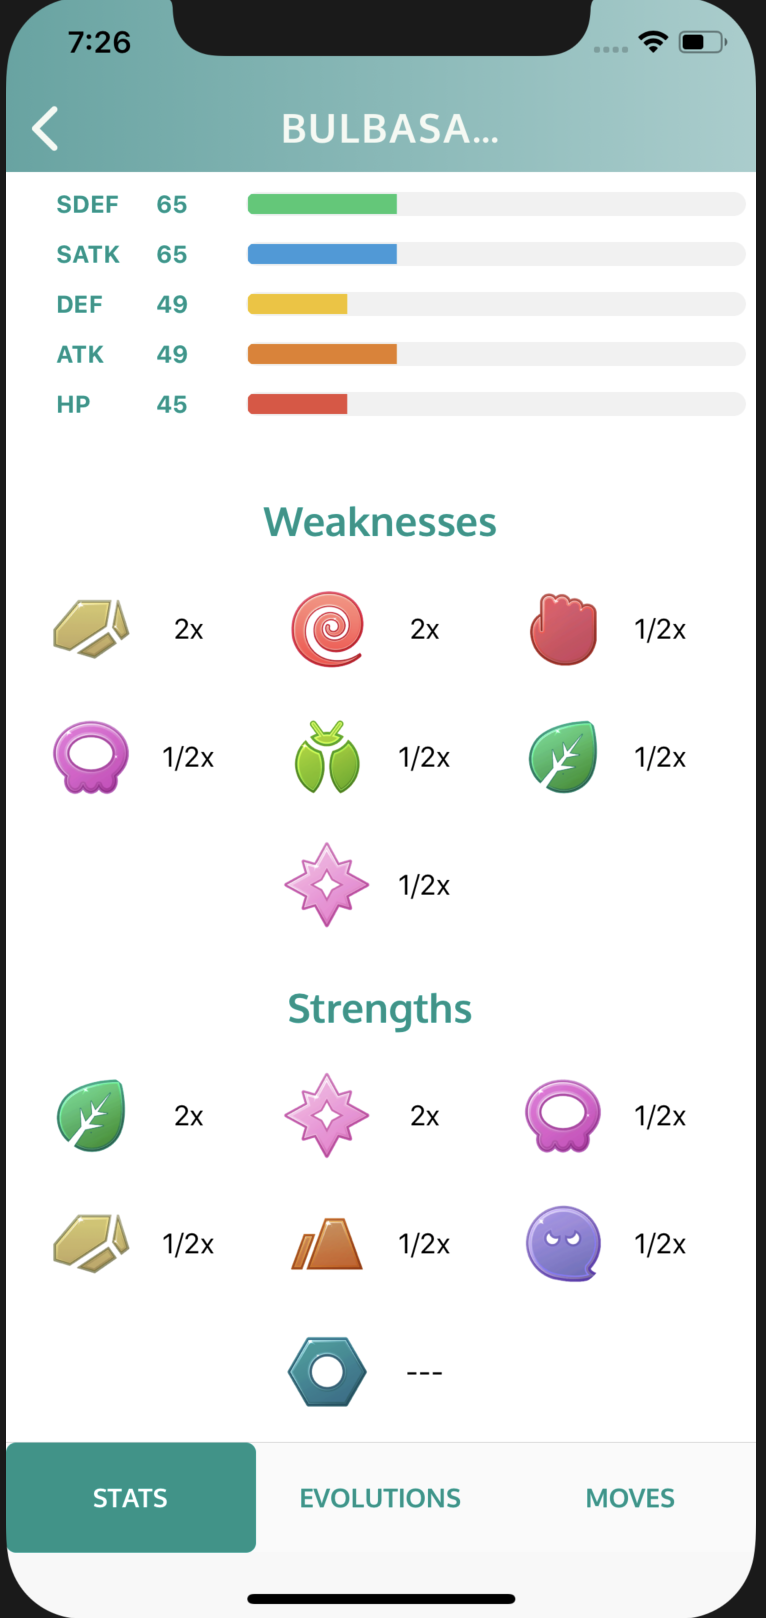 7:26
BULBASA...
SDEF 65
SATK 65
DEF 49
ATK 49
HP 45
Weaknesses
2x 2x 1/2x
1/2x 1/2x 1/2x
1/2x
Strengths
2x 2x 1/2x
1/2x 1/2x 1/2x
---
STATS EVOLUTIONS MOVES